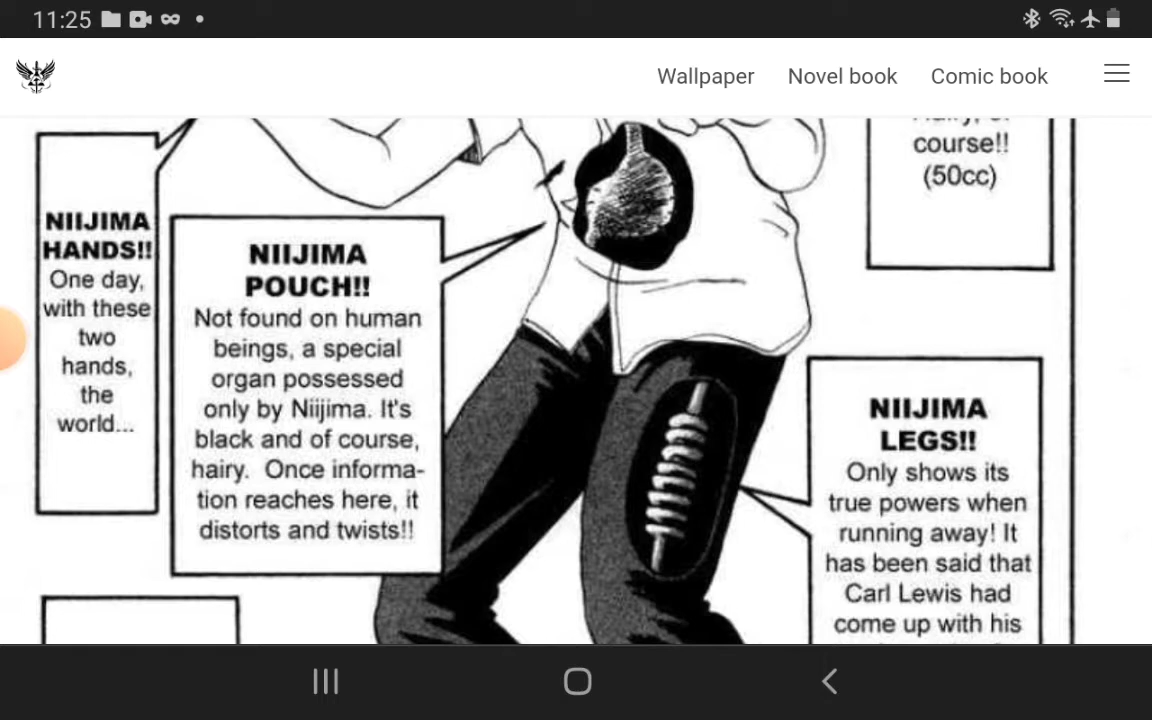 11:25
Wallpaper Novel book Comic book
course!!
(50cc)
NIIJIMA
HANDS!!
One day,
with these
two
hands,
the
world...
NIIJIMA
POUCH!!
Not found on human
beings, a special
organ possessed
only by Niijima. It's
black and of course,
hairy. Once informa-
tion reaches here, it
distorts and twists!!
NIIJIMA
LEGS!!
Only shows its
true powers when
running away! It
has been said that
Carl Lewis had
come up with his